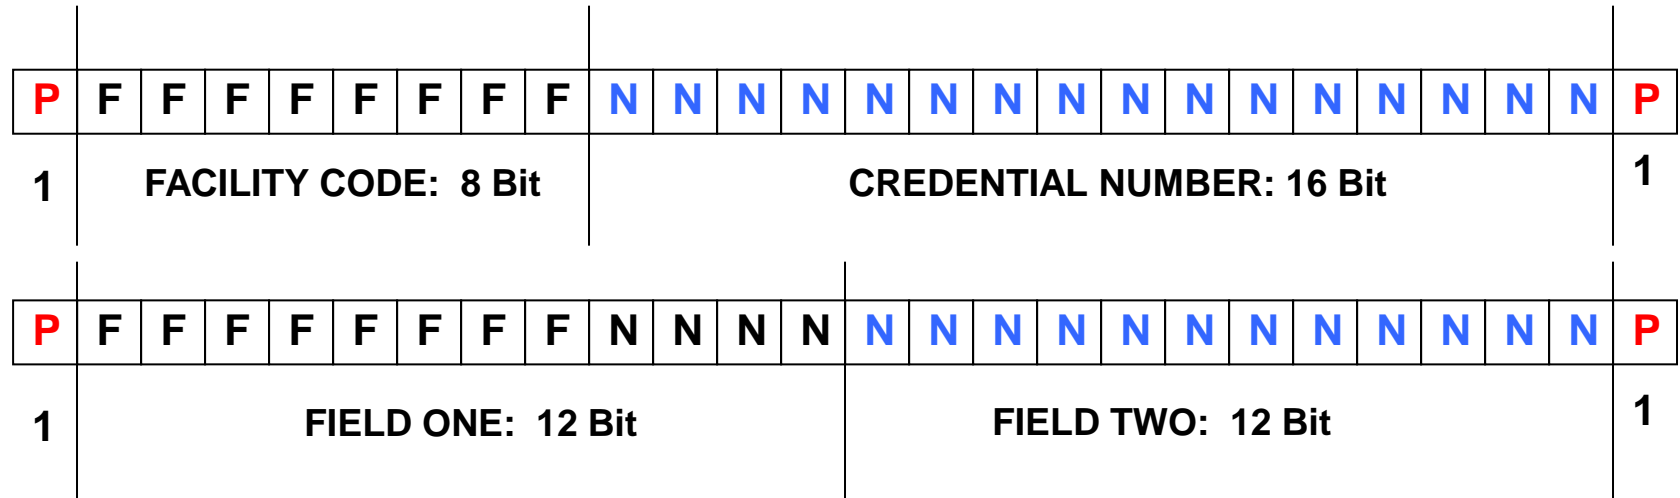 P F F F F F F F F N N N N N N N N N N N N N N N N P
1 FACILITY CODE: 8 Bit CREDENTIAL NUMBER: 16 Bit 1
P F F F F F F F F N N N N N N N N N N N N N N N N P
1 FIELD ONE: 12 Bit FIELD TWO: 12 Bit 1